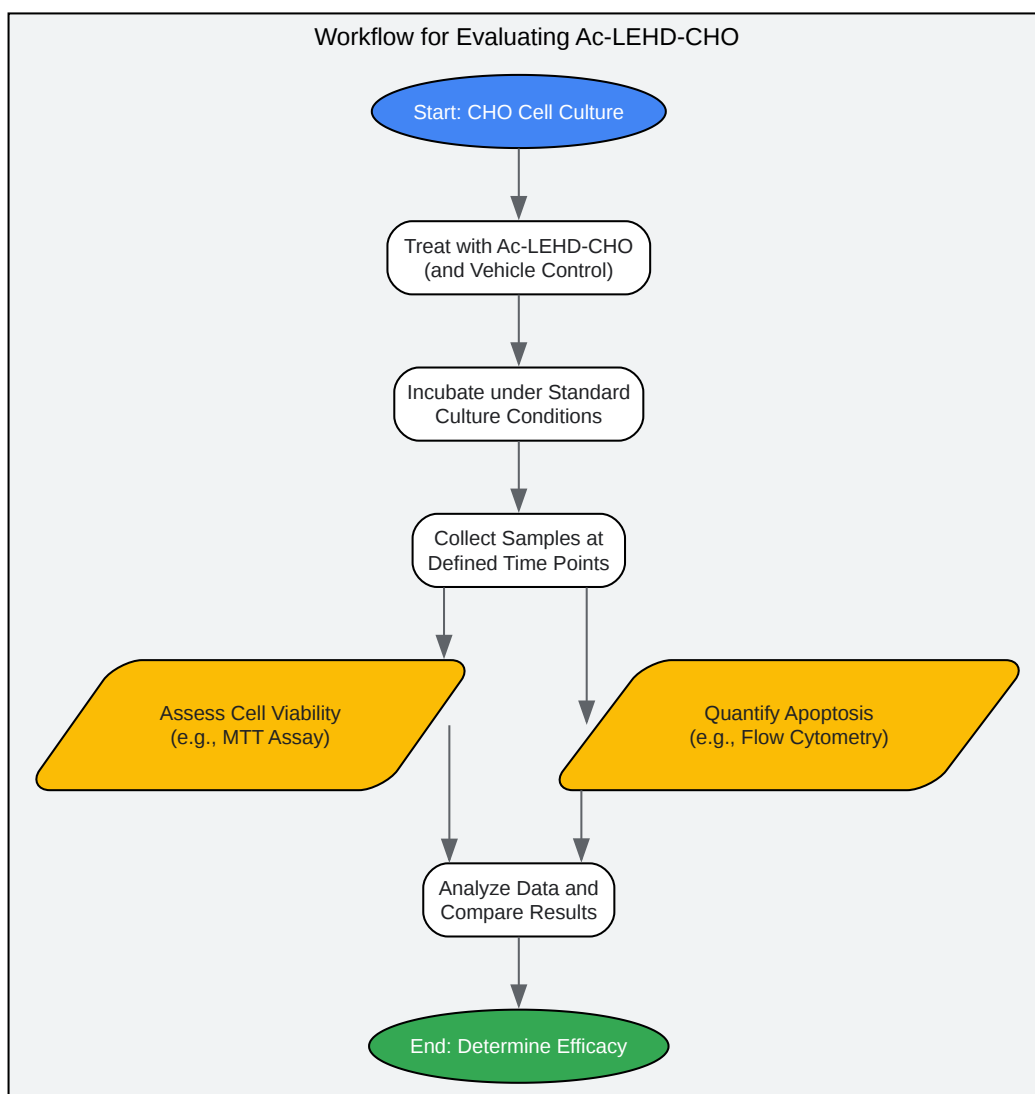 Workflow for Evaluating Ac-LEHD-CHO
Start: CHO Cell Culture
Treat with Ac-LEHD-CHO
(and Vehicle Control)
Incubate under Standard
Culture Conditions
Collect Samples at
Defined Time Points
Assess Cell Viability
(e.g., MTT Assay)
Quantify Apoptosis
(e.g., Flow Cytometry)
Analyze Data and
Compare Results
End: Determine Efficacy